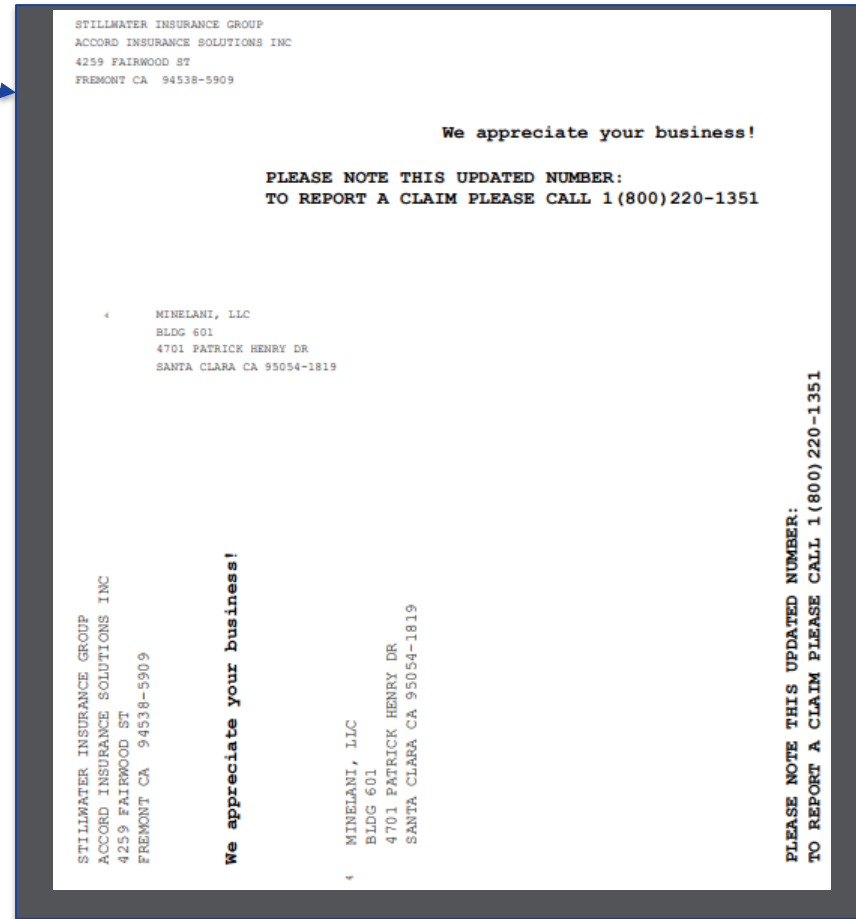 STILLWATER INSURANCE GROUP
ACCORD INSURANCE SOLUTIONS INC
4259 FAIRWOOD ST
FREMONT CA  94538-5909
We appreciate your business!
PLEASE NOTE THIS UPDATED NUMBER:
TO REPORT A CLAIM PLEASE CALL 1(800)220-1351
4 MINELANI, LLC
BLDG 601
4701 PATRICK HENRY DR
SANTA CLARA CA 95054-1819
STILLWATER INSURANCE GROUP
ACCORD INSURANCE SOLUTIONS INC
4259 FAIRWOOD ST
FREMONT CA  94538-5909
We appreciate your business!
4 MINELANI, LLC
BLDG 601
4701 PATRICK HENRY DR
SANTA CLARA CA 95054-1819
PLEASE NOTE THIS UPDATED NUMBER:
TO REPORT A CLAIM PLEASE CALL 1(800)220-1351